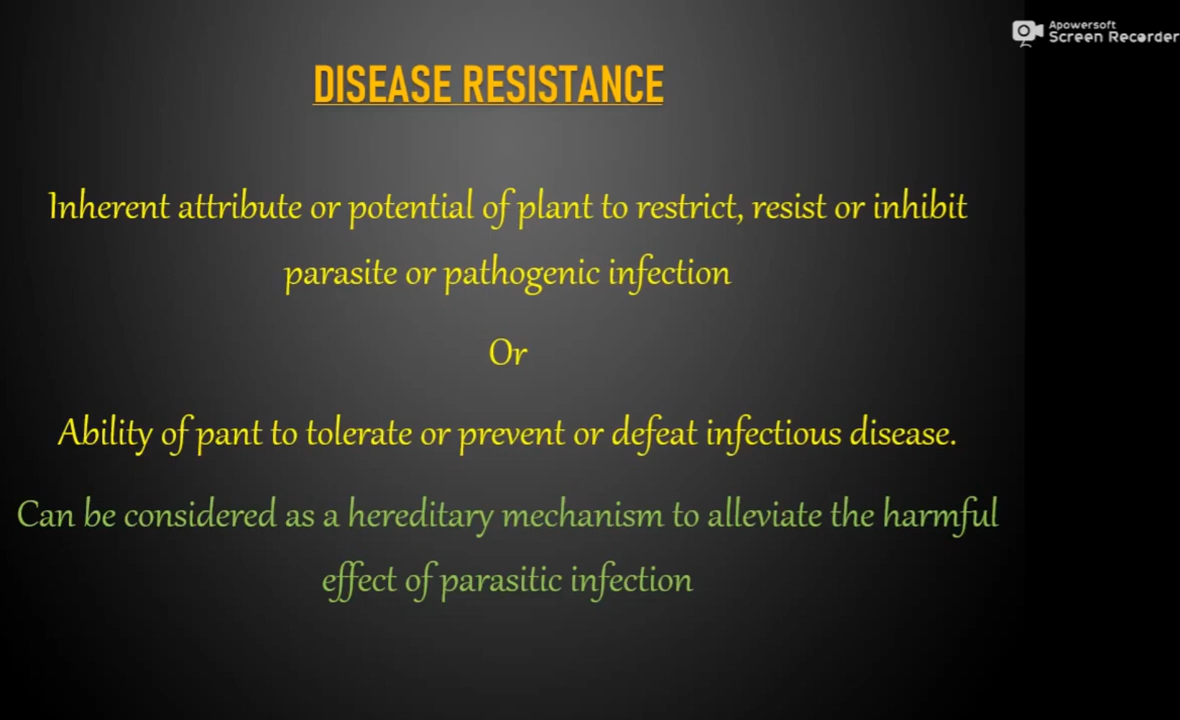 Apowersoft
Screen Recorder
DISEASE RESISTANCE
Inherent attribute or potential of plant to restrict, resist or inhibit
parasite or pathogenic infection
Or
Ability of pant to tolerate or prevent or defeat infectious disease.
Can be considered as a hereditary mechanism to alleviate the harmful
effect of parasitic infection